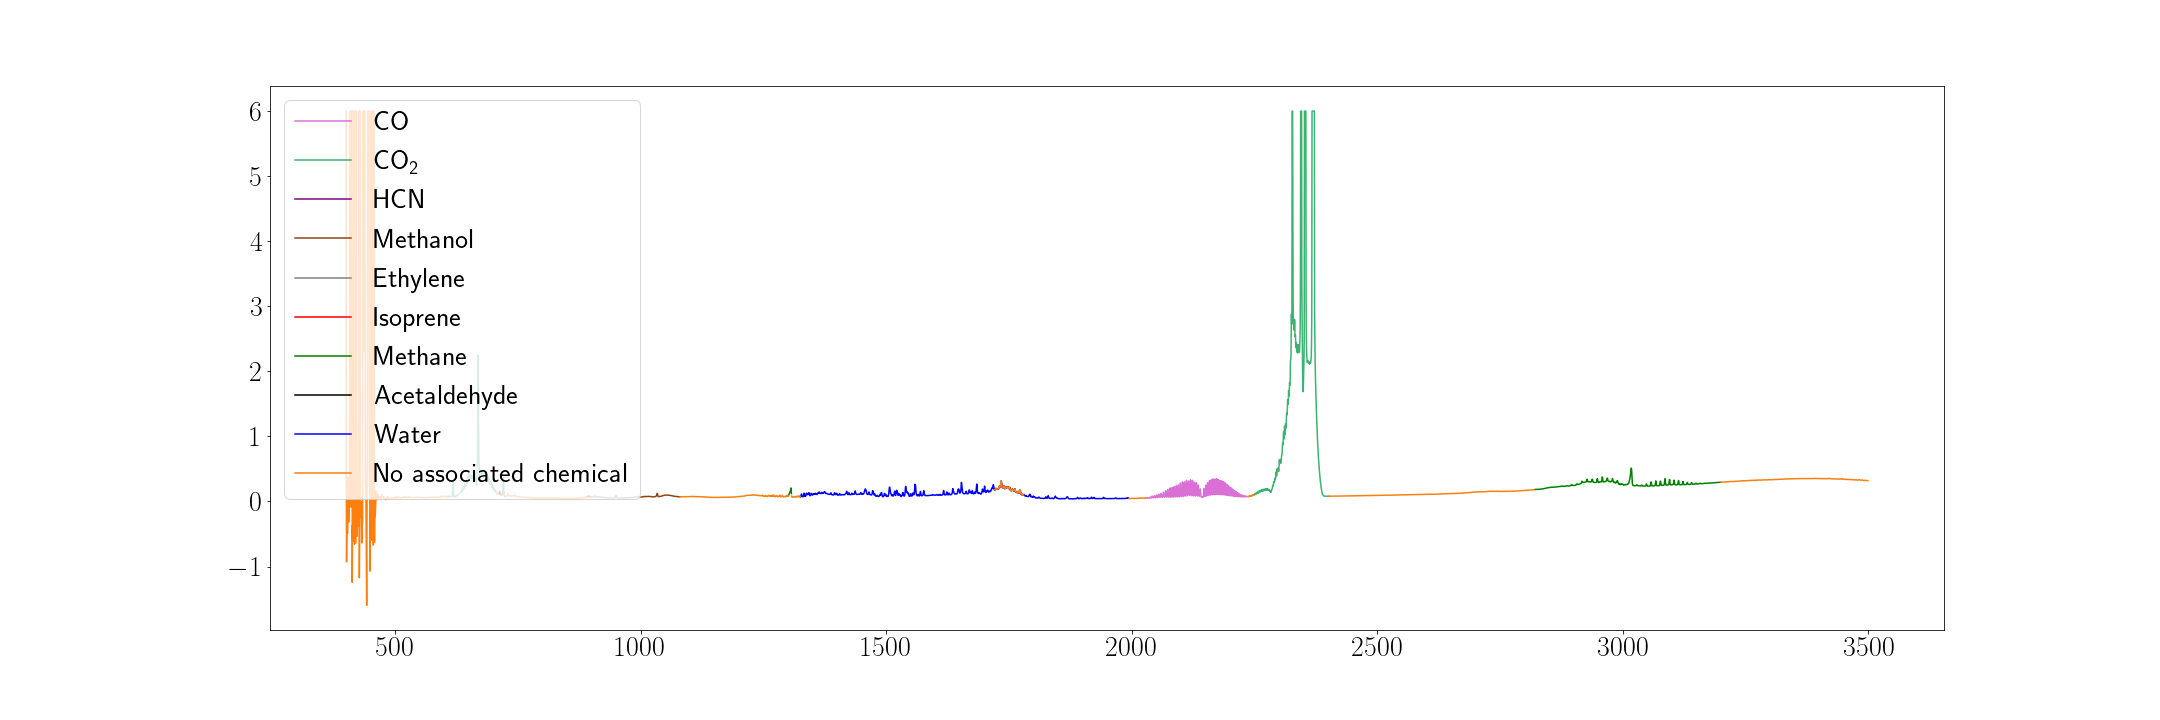 6
5
4
3
2
1
0
−1
CO
CO₂
HCN
Methanol
Ethylene
Isoprene
Methane
Acetaldehyde
Water
No associated chemical
500 1000 1500 2000 2500 3000 3500